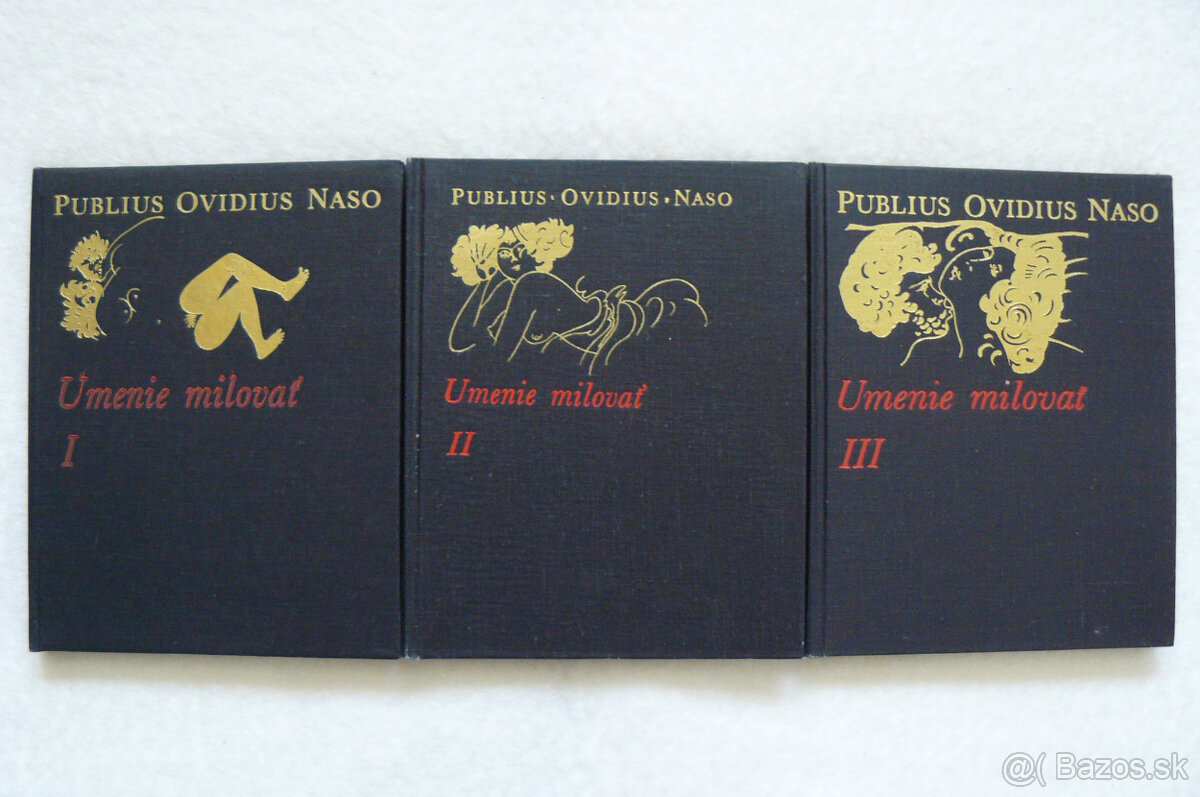 PUBLIUS OVIDIUS NASO
Umenie milovať
I
PUBLIUS · OVIDIUS · NASO
Umenie milovať
II
PUBLIUS OVIDIUS NASO
Umenie milovať
III
@( Bazos.sk